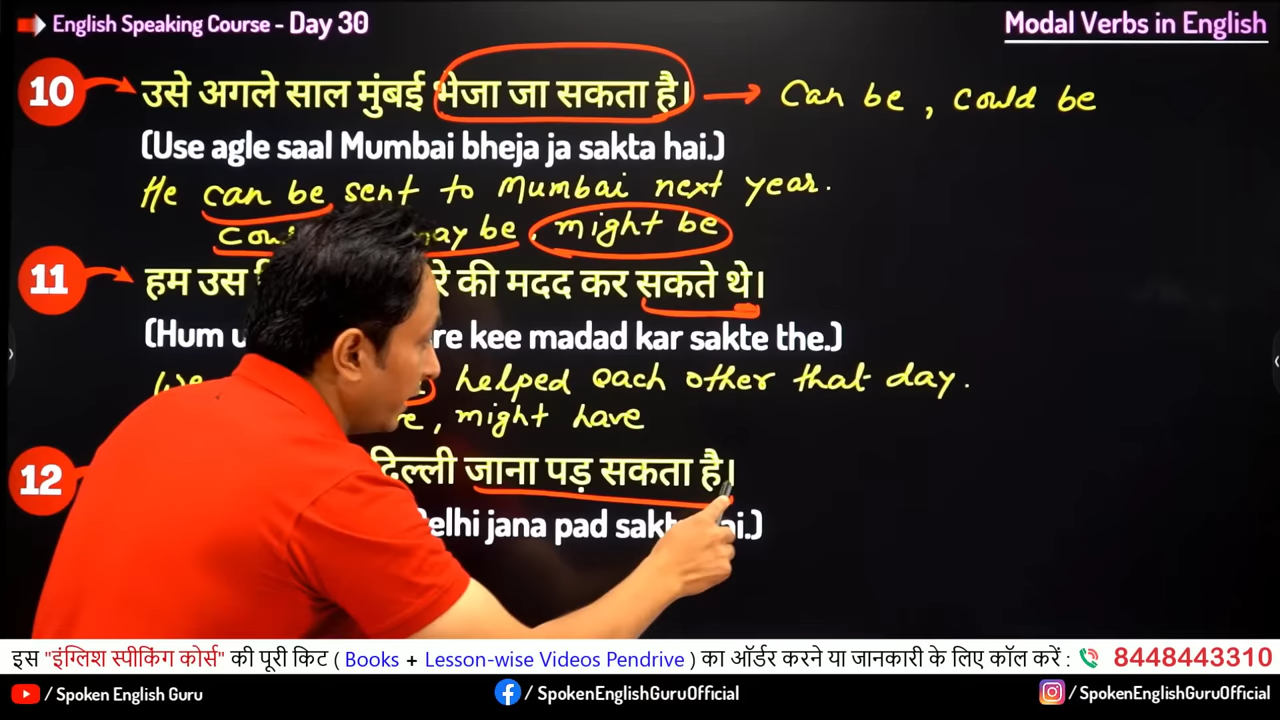 English Speaking Course - Day 30
Modal Verbs in English
10 उसे अगले साल मुंबई भेजा जा सकता है। → Can be, could be
(Use agle saal Mumbai bheja ja sakta hai.)
He can be sent to Mumbai next year.
may be, might be
11 हम उस की मदद कर सकते थे।
(Hum kee madad kar sakte the.)
We helped each other that day.
, might have
12 दिल्ली जाना पड़ सकता है।
Delhi jana pad
इस "इंग्लिश स्पीकिंग कोर्स" की पूरी किट ( Books + Lesson-wise Videos Pendrive ) का ऑर्डर करने या जानकारी के लिए कॉल करें : 8448443310
/ Spoken English Guru
/ SpokenEnglishGuruOfficial
/ SpokenEnglishGuruOfficial